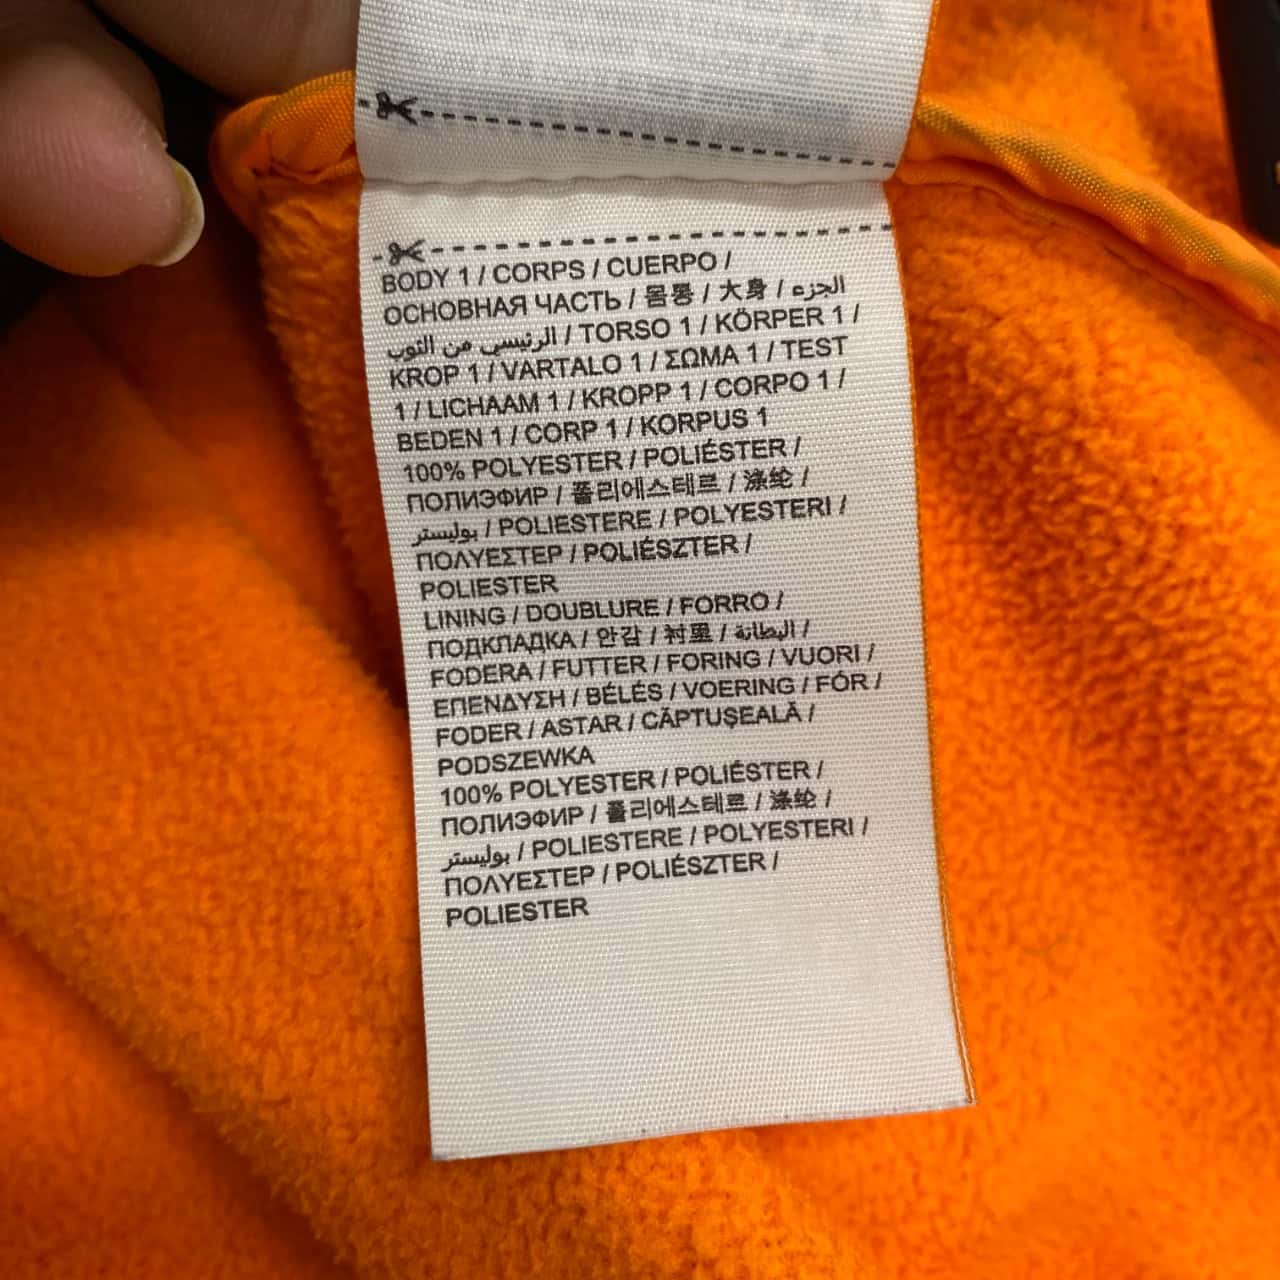 BODY 1 / CORPS / CUERPO /
ОСНОВНАЯ ЧАСТЬ / 몸통 / 大身 / الجزء
الرئيسي من الثوب / TORSO 1 / KÖRPER 1 /
KROP 1 / VARTALO 1 / ΣΩΜΑ 1 / TEST
1 / LICHAAM 1 / KROPP 1 / CORPO 1 /
BEDEN 1 / CORP 1 / KORPUS 1
100% POLYESTER / POLIÉSTER /
ПОЛИЭФИР / 폴리에스테르 / 涤纶 /
بوليستر / POLIESTERE / POLYESTERI /
ΠΟΛΥΕΣΤΕΡ / POLIÉSZTER /
POLIESTER
LINING / DOUBLURE / FORRO /
ПОДКЛАДКА / 안감 / 衬里 / البطانة /
FODERA / FUTTER / FORING / VUORI /
ΕΠΕΝΔΥΣΗ / BÉLÉS / VOERING / FÓR /
FODER / ASTAR / CĂPTUŞEALĂ /
PODSZEWKA
100% POLYESTER / POLIÉSTER /
ПОЛИЭФИР / 폴리에스테르 / 涤纶 /
بوليستر / POLIESTERE / POLYESTERI /
ΠΟΛΥΕΣΤΕΡ / POLIÉSZTER /
POLIESTER